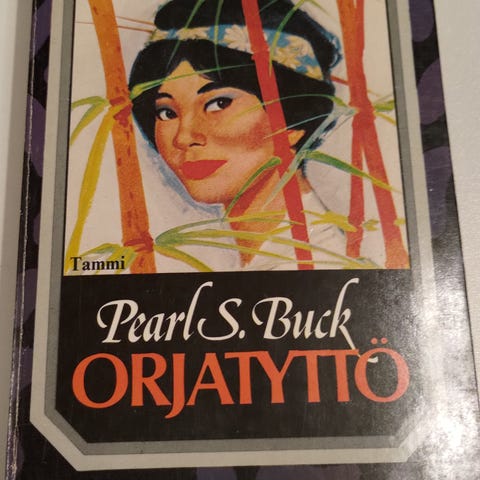 Tammi
Pearl S. Buck
ORJATYTTÖ